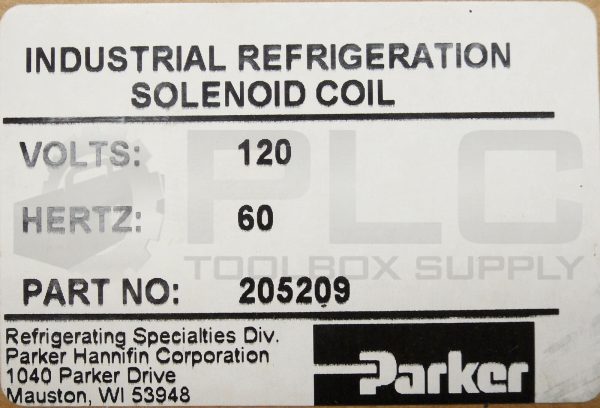 INDUSTRIAL REFRIGERATION
SOLENOID COIL
VOLTS: 120
HERTZ: 60
PART NO: 205209
Refrigerating Specialties Div.
Parker Hannifin Corporation
1040 Parker Drive
Mauston, WI 53948
Parker
PLC
TOOLBOX SUPPLY